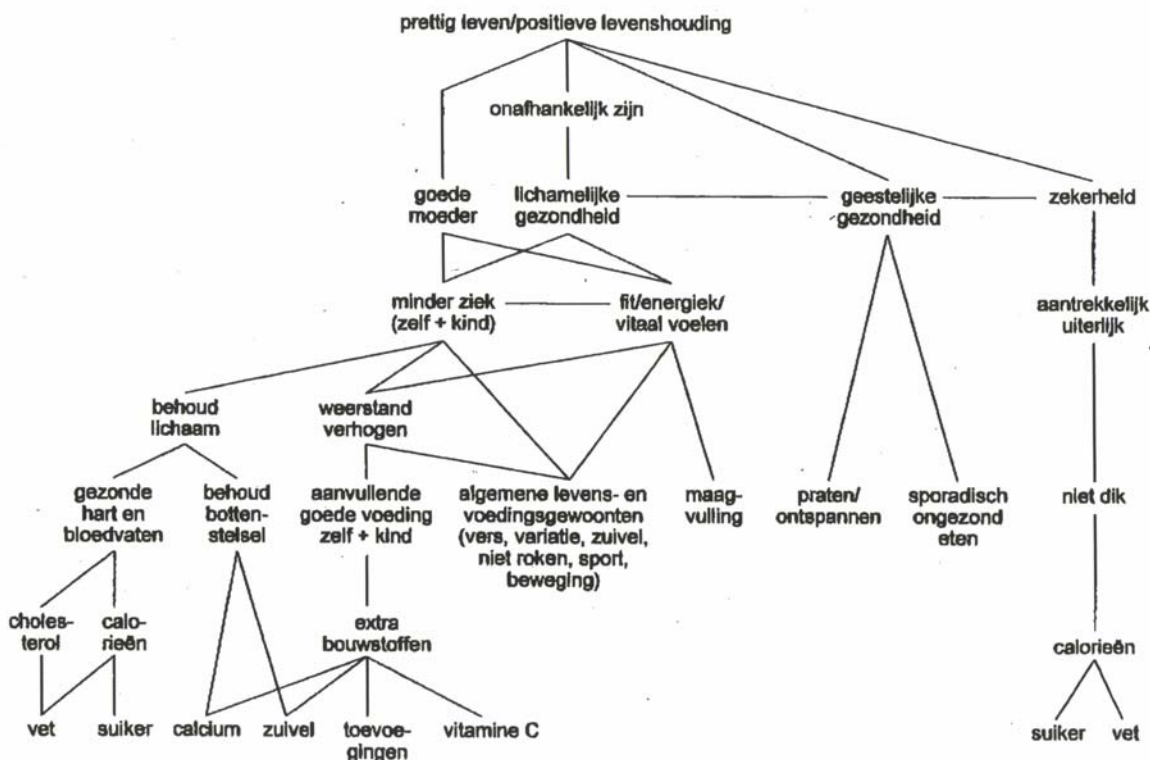 prettig leven/positieve levenshouding
onafhankelijk zijn
goede
moeder
lichamelijke
gezondheid
geestelijke
gezondheid
zekerheid
minder ziek
(zelf + kind)
fit/energiek/
vitaal voelen
aantrekkelijk
uiterlijk
behoud
lichaam
weerstand
verhogen
gezonde
hart en
bloedvaten
behoud
botten-
stelsel
aanvullende
goede voeding
zelf + kind
algemene levens- en
voedingsgewoonten
(vers, variatie, zuivel,
niet roken, sport,
beweging)
maag-
vulling
praten/
ontspannen
sporadisch
ongezond
eten
niet dik
choles-
terol
calo-
rieën
extra
bouwstoffen
calorieën
vet
suiker
calcium
zuivel
toevoe-
gingen
vitamine C
suiker
vet